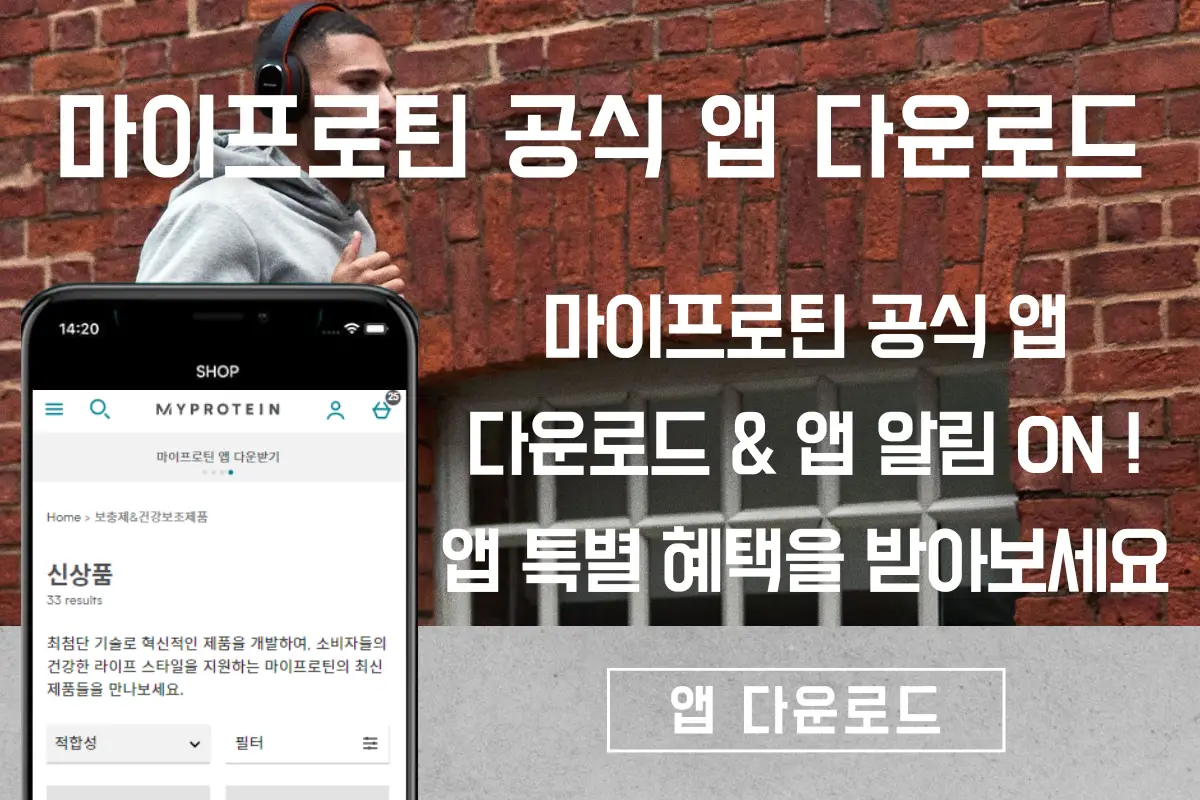 마이프로틴 공식 앱 다운로드
마이프로틴 공식 앱
다운로드 & 앱 알림 ON !
앱 특별 혜택을 받아보세요
앱 다운로드
14:20
SHOP
MYPROTEIN
25
마이프로틴 앱 다운받기
Home > 보충제&건강보조제품
신상품
33 results
최첨단 기술로 혁신적인 제품을 개발하여, 소비자들의
건강한 라이프 스타일을 지원하는 마이프로틴의 최신
제품들을 만나보세요.
적합성
필터